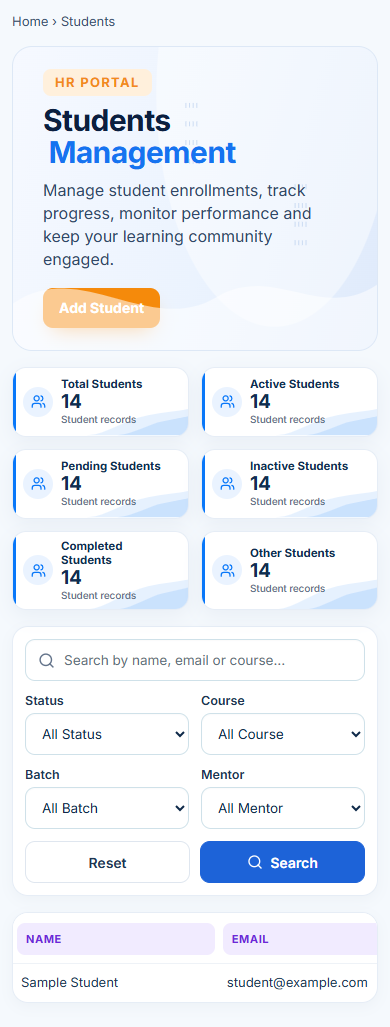 Home › Students
HR PORTAL
Students
Management
Manage student enrollments, track
progress, monitor performance and
keep your learning community
engaged.
Add Student
Total Students
14
Student records
Active Students
14
Student records
Pending Students
14
Student records
Inactive Students
14
Student records
Completed
Students
14
Student records
Other Students
14
Student records
Search by name, email or course...
Status
Course
All Status
All Course
Batch
Mentor
All Batch
All Mentor
Reset
Search
NAME
EMAIL
Sample Student
student@example.com